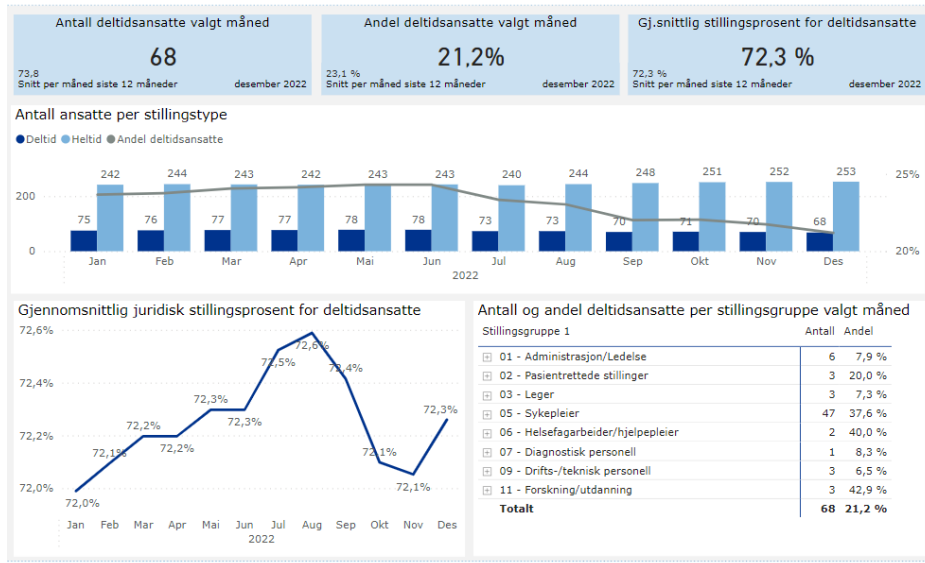 Antall deltidsansatte valgt måned
68
73,8
Snitt per måned siste 12 måneder desember 2022
Andel deltidsansatte valgt måned
21,2%
23,1 %
Snitt per måned siste 12 måneder desember 2022
Gj.snittlig stillingsprosent for deltidsansatte
72,3 %
72,3 %
Snitt per måned siste 12 måneder desember 2022
Antall ansatte per stillingstype
Deltid Heltid Andel deltidsansatte
242 244 243 242 243 243 240 244 248 251 252 253
25%
200
75 76 77 77 78 78 73 73 70 71 70 68
0
20%
Jan Feb Mar Apr Mai Jun Jul Aug Sep Okt Nov Des
2022
Gjennomsnittlig juridisk stillingsprosent for deltidsansatte
72,6%
72,4%
72,2%
72,0%
72,0% 72,1% 72,2% 72,2% 72,3% 72,3% 72,5% 72,6% 72,4% 72,1% 72,1% 72,3%
Jan Feb Mar Apr Mai Jun Jul Aug Sep Okt Nov Des
2022
Antall og andel deltidsansatte per stillingsgruppe valgt måned
Stillingsgruppe 1 Antall Andel
01 - Administrasjon/Ledelse 6 7,9 %
02 - Pasientrettede stillinger 3 20,0 %
03 - Leger 3 7,3 %
05 - Sykepleier 47 37,6 %
06 - Helsefagarbeider/hjelpepleier 2 40,0 %
07 - Diagnostisk personell 1 8,3 %
09 - Drifts-/teknisk personell 3 6,5 %
11 - Forskning/utdanning 3 42,9 %
Totalt 68 21,2 %